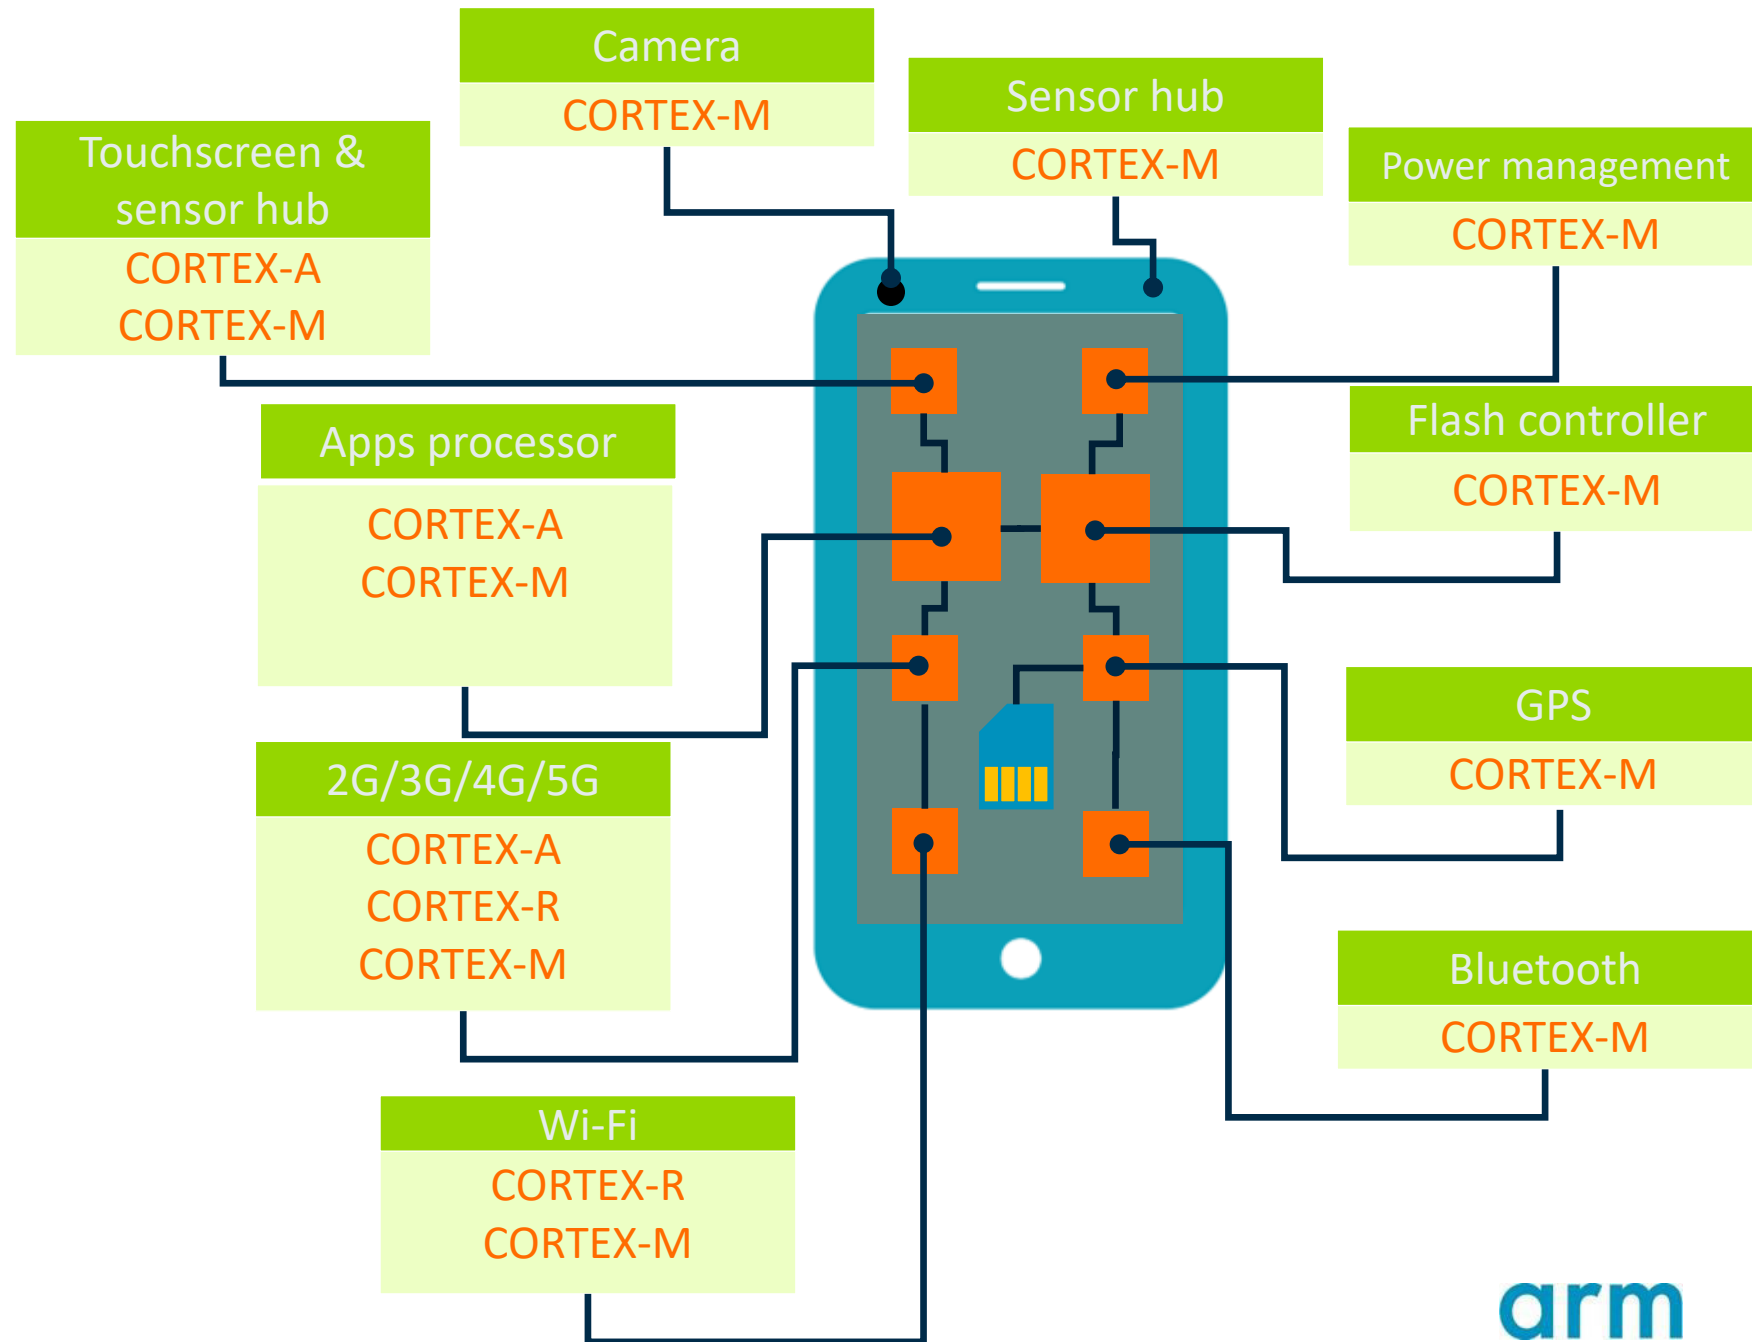 Camera
CORTEX-M
Sensor hub
CORTEX-M
Touchscreen &
sensor hub
CORTEX-A
CORTEX-M
Power management
CORTEX-M
Apps processor
CORTEX-A
CORTEX-M
Flash controller
CORTEX-M
2G/3G/4G/5G
CORTEX-A
CORTEX-R
CORTEX-M
GPS
CORTEX-M
Bluetooth
CORTEX-M
Wi-Fi
CORTEX-R
CORTEX-M
arm